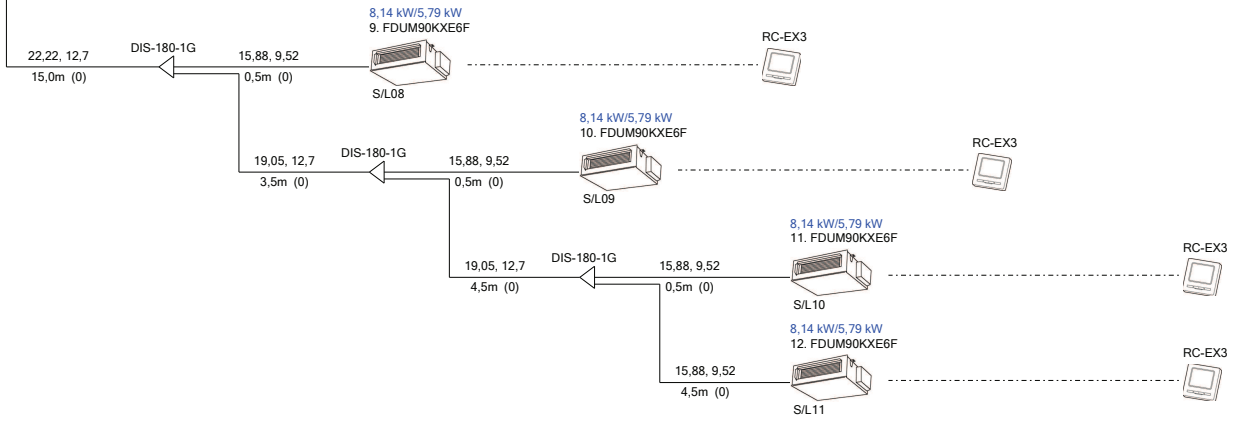 8,14 kW/5,79 kW
9. FDUM90KXE6F
RC-EX3
22,22, 12,7
DIS-180-1G
15,88, 9,52
15,0m (0)
0,5m (0)
S/L08
8,14 kW/5,79 kW
10. FDUM90KXE6F
RC-EX3
19,05, 12,7
DIS-180-1G
15,88, 9,52
3,5m (0)
0,5m (0)
S/L09
8,14 kW/5,79 kW
11. FDUM90KXE6F
RC-EX3
19,05, 12,7
DIS-180-1G
15,88, 9,52
4,5m (0)
0,5m (0)
S/L10
8,14 kW/5,79 kW
12. FDUM90KXE6F
RC-EX3
15,88, 9,52
4,5m (0)
S/L11